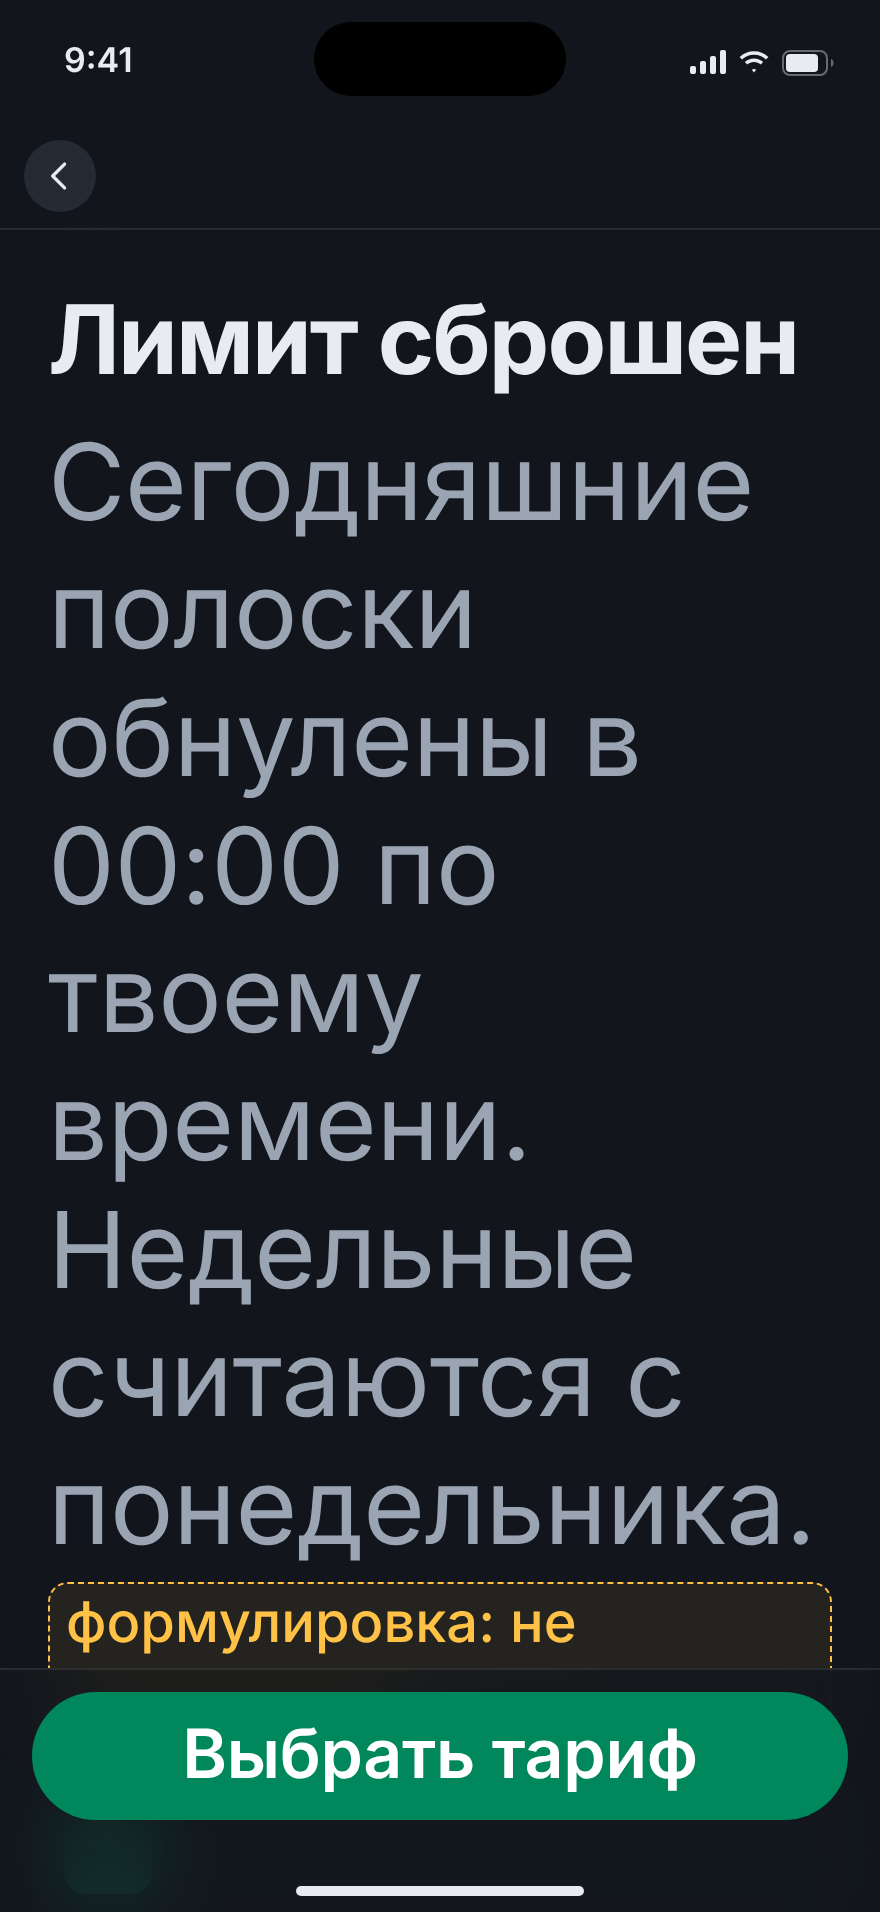 9:41
Лимит сброшен
Сегодняшние
полоски
обнулены в
00:00 по
твоему
времени.
Недельные
считаются с
понедельника.
формулировка: не
Выбрать тариф